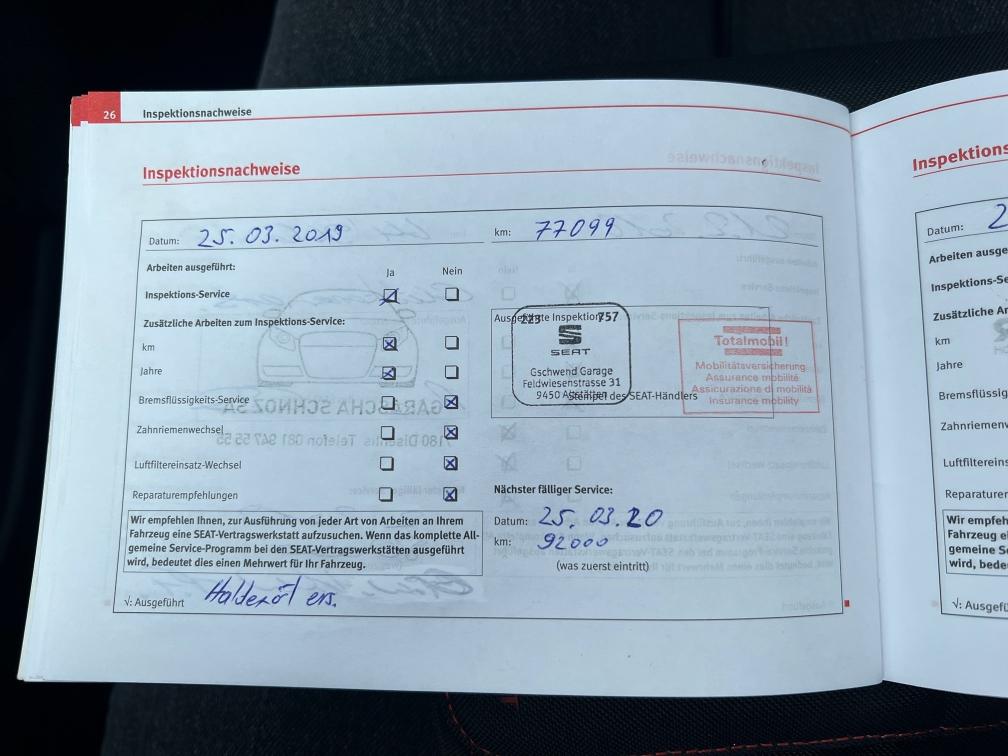 26
Inspektionsnachweise
Inspektionsnachweise
Datum: 25. 03. 2019
km: 77099
Arbeiten ausgeführt:
Ja
Nein
Inspektions-Service
Zusätzliche Arbeiten zum Inspektions-Service:
km
Jahre
Bremsflüssigkeits-Service
Zahnriemenwechsel
Luftfiltereinsatz-Wechsel
Reparaturempfehlungen
Wir empfehlen Ihnen, zur Ausführung von jeder Art von Arbeiten an Ihrem
Fahrzeug eine SEAT-Vertragswerkstatt aufzusuchen. Wenn das komplette All-
gemeine Service-Programm bei den SEAT-Vertragswerkstätten ausgeführt
wird, bedeutet dies einen Mehrwert für Ihr Fahrzeug.
√: Ausgeführt
Haldexöl ers.
Ausgeführte Inspektion
223 757
SEAT
Gschwend Garage
Feldwiesenstrasse 31
9450 Altstätten
Stempel des SEAT-Händlers
Totalmobil!
Mobilitätsversicherung
Assurance mobilité
Assicurazione di mobilità
Insurance mobility
Nächster fälliger Service:
Datum: 25. 03. 20
km: 92000
(was zuerst eintritt)
Inspektions
Datum: 2
Arbeiten ausge
Inspektions-Se
Zusätzliche Ar
km
Jahre
Bremsflüssig
Zahnriemenw
Luftfiltereins
Reparaturem
Wir empfeh
Fahrzeug e
gemeine Se
wird, bede
√: Ausgefü